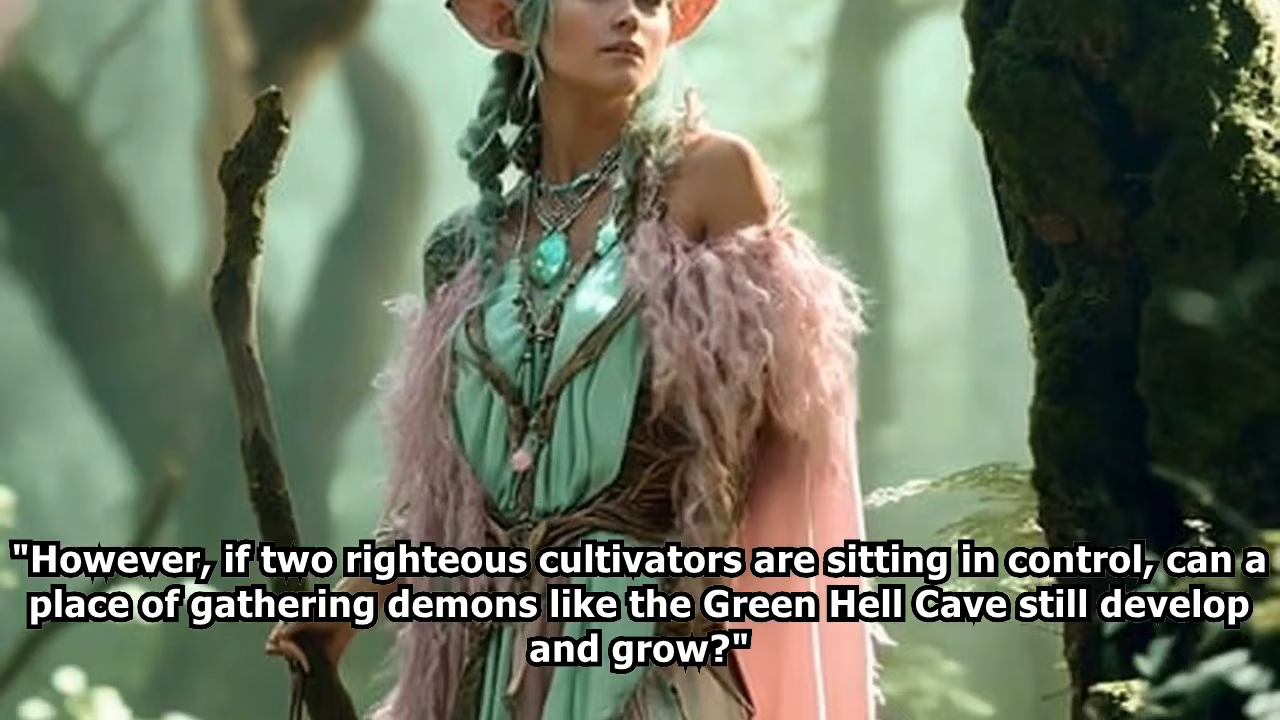 "However, if two righteous cultivators are sitting in control, can a
place of gathering demons like the Green Hell Cave still develop
and grow?"